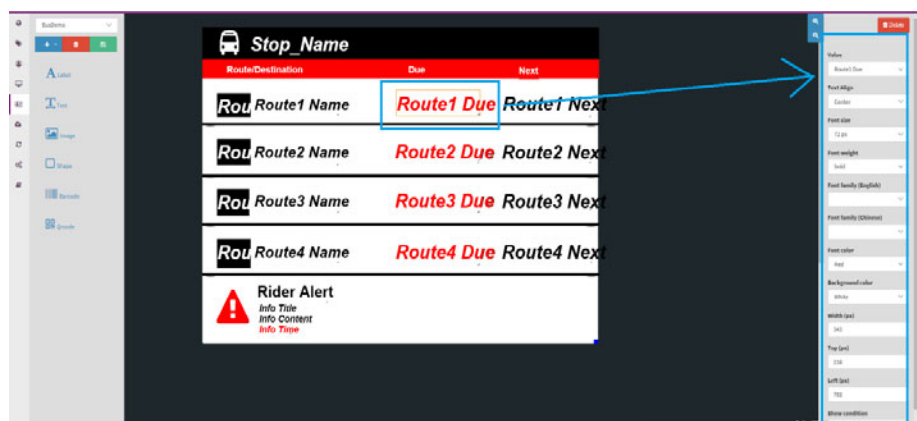 BusDemo
Label
Text
Image
Shape
Barcode
Qrcode
Stop_Name
Route/Destination Due Next
Rou Route1 Name Route1 Due Route1 Next
Rou Route2 Name Route2 Due Route2 Next
Rou Route3 Name Route3 Due Route3 Next
Rou Route4 Name Route4 Due Route4 Next
Rider Alert
Info Title
Info Content
Info Time
Delete
Value
Route1 Due
Text Align
Center
Font size
72 px
Font weight
bold
Font family (English)
Font family (Chinese)
Font color
Red
Background color
White
Width (px)
Top (px)
Left (px)
Show condition